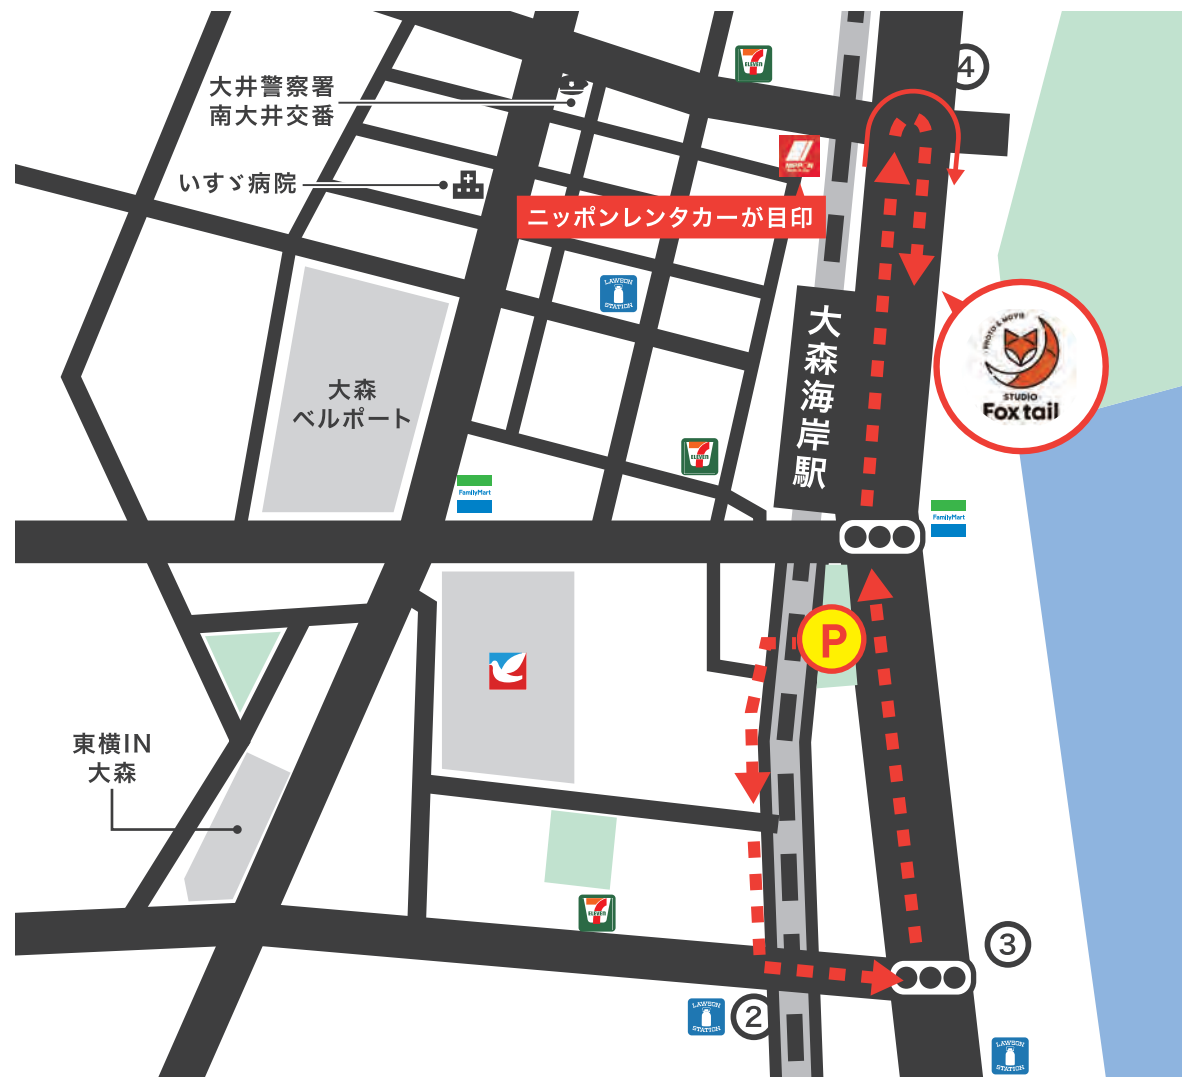 4
ELEVEN
大井警察署
南大井交番
いすゞ病院
NIPPON
ニッポンレンタカーが目印
LAWSON
STATION
大森海岸駅
PHOTO & MOVIE
STUDIO
Fox tail
大森
ベルポート
ELEVEN
FamilyMart
FamilyMart
P
東横IN
大森
ELEVEN
3
2
LAWSON
STATION
LAWSON
STATION